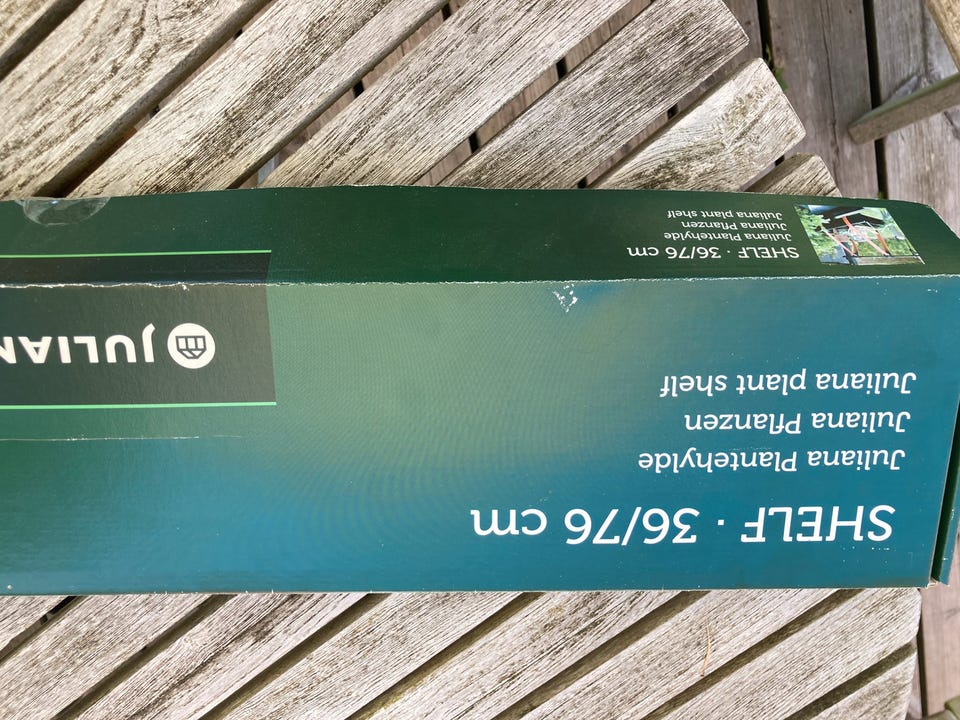 SHELF · 36/76 cm
Juliana Plantehylde
Juliana Pflanzen
Juliana plant shelf
JULIAN
SHELF · 36/76 cm
Juliana Plantehylde
Juliana Pflanzen
Juliana plant shelf